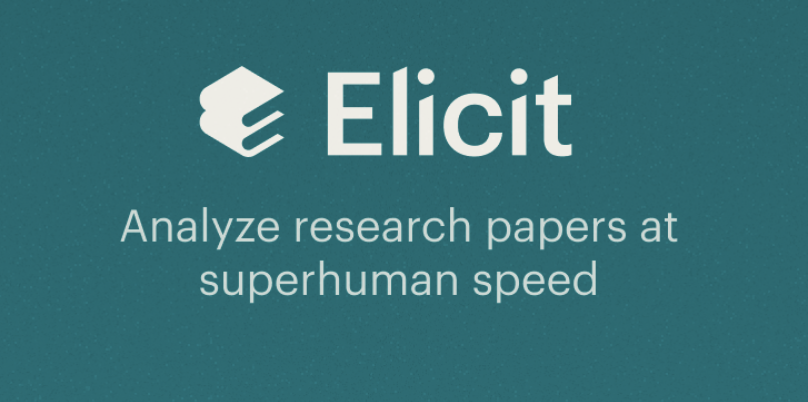 Elicit
Analyze research papers at
superhuman speed